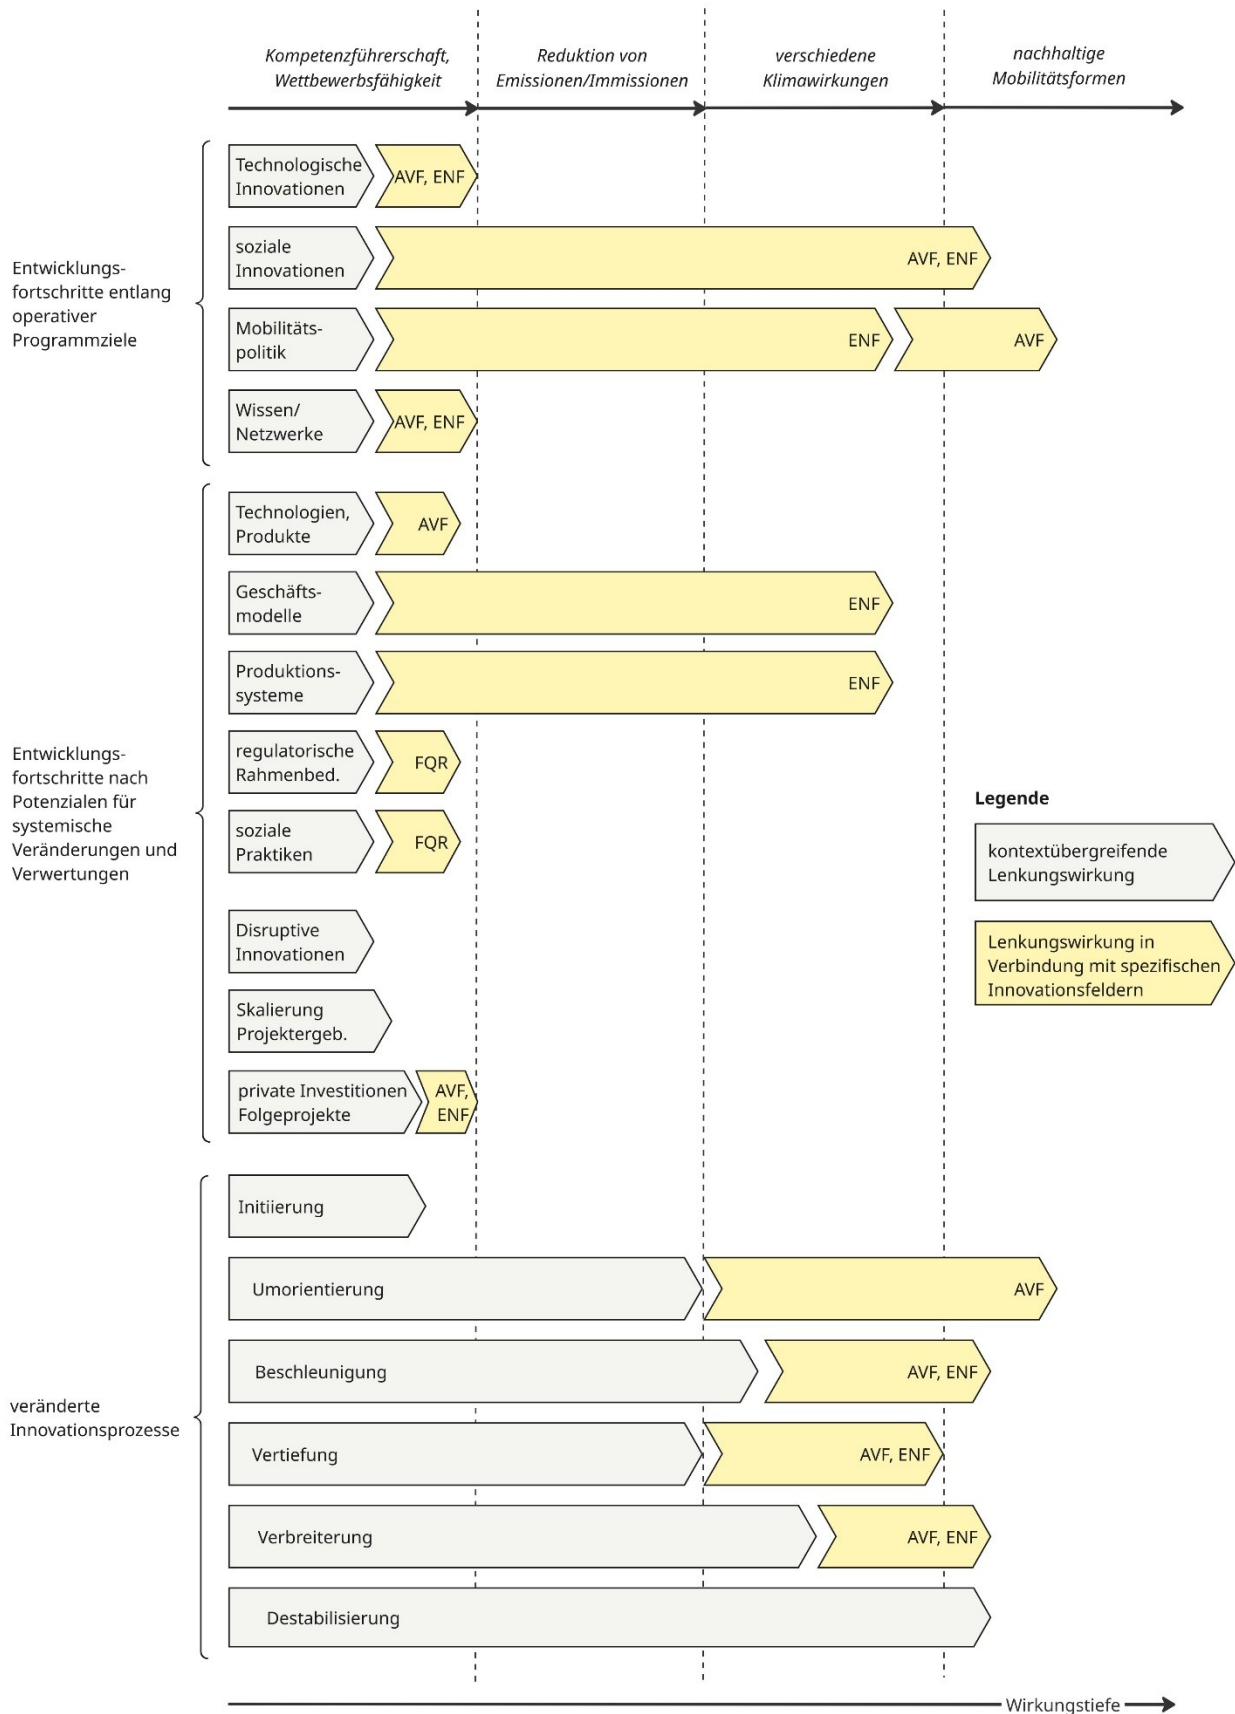 Kompetenzführerschaft,
Wettbewerbsfähigkeit
Reduktion von
Emissionen/Immissionen
verschiedene
Klimawirkungen
nachhaltige
Mobilitätsformen
Entwicklungs-
fortschritte entlang
operativer
Programmziele
Technologische
Innovationen
AVF, ENF
soziale
Innovationen
AVF, ENF
Mobilitäts-
politik
ENF
AVF
Wissen/
Netzwerke
AVF, ENF
Entwicklungs-
fortschritte nach
Potenzialen für
systemische
Veränderungen und
Verwertungen
Technologien,
Produkte
AVF
Geschäfts-
modelle
ENF
Produktions-
systeme
ENF
regulatorische
Rahmenbed.
FQR
soziale
Praktiken
FQR
Disruptive
Innovationen
Skalierung
Projektergeb.
private Investitionen
Folgeprojekte
AVF,
ENF
Legende
kontextübergreifende
Lenkungswirkung
Lenkungswirkung in
Verbindung mit spezifischen
Innovationsfeldern
veränderte
Innovationsprozesse
Initiierung
Umorientierung
AVF
Beschleunigung
AVF, ENF
Vertiefung
AVF, ENF
Verbreiterung
AVF, ENF
Destabilisierung
Wirkungstiefe